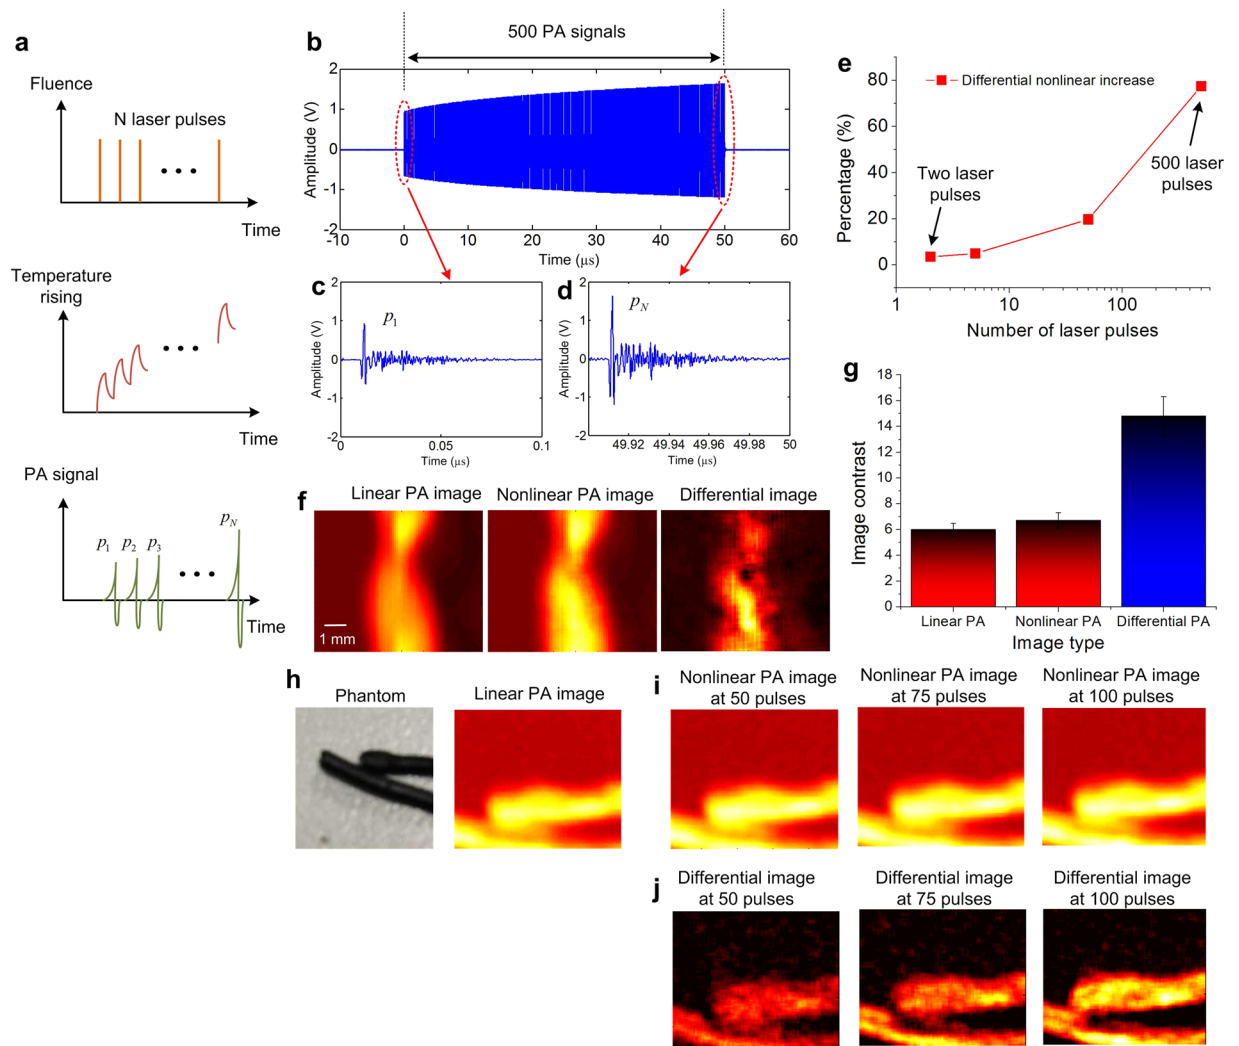 a
Fluence
N laser pulses
Time
Temperature
rising
Time
PA signal
p1 p2 p3
pN
Time
b
500 PA signals
Amplitude (V)
2
1
0
-1
-2
-10 0 10 20 30 40 50 60
Time (µs)
c
p1
Amplitude (V)
2
1
0
-1
-2
0 0.05 0.1
Time (µs)
d
pN
Amplitude (V)
2
1
0
-1
-2
49.92 49.94 49.96 49.98 50
Time (µs)
e
Differential nonlinear increase
Percentage (%)
80
60
40
20
0
Two laser
pulses
500 laser
pulses
1 10 100
Number of laser pulses
f
Linear PA image
Nonlinear PA image
Differential image
1 mm
g
Image contrast
18
16
14
12
10
8
6
4
2
0
Linear PA Nonlinear PA Differential PA
Image type
h
Phantom
Linear PA image
i
Nonlinear PA image
at 50 pulses
Nonlinear PA image
at 75 pulses
Nonlinear PA image
at 100 pulses
j
Differential image
at 50 pulses
Differential image
at 75 pulses
Differential image
at 100 pulses